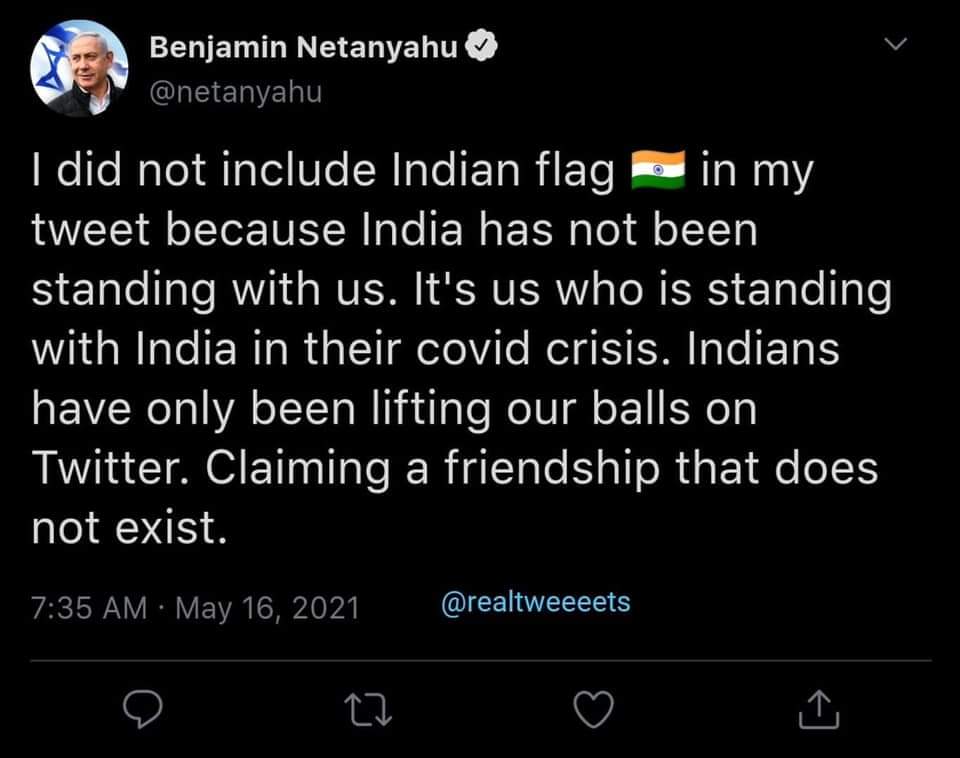 Benjamin Netanyahu
@netanyahu
I did not include Indian flag 🇮🇳 in my
tweet because India has not been
standing with us. It's us who is standing
with India in their covid crisis. Indians
have only been lifting our balls on
Twitter. Claiming a friendship that does
not exist.
7:35 AM · May 16, 2021 @realtweeeets